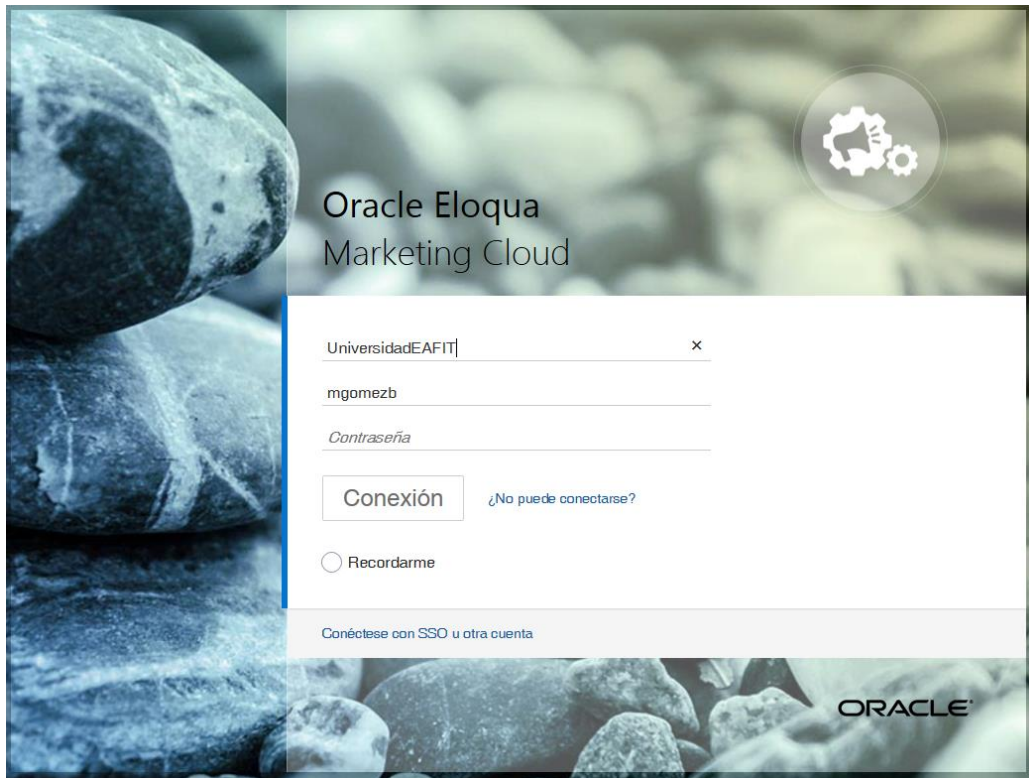 Oracle Eloqua
Marketing Cloud
UniversidadEAFIT
mgomezb
Contraseña
Conexión ¿No puede conectarse?
Recordarme
Conéctese con SSO u otra cuenta
ORACLE